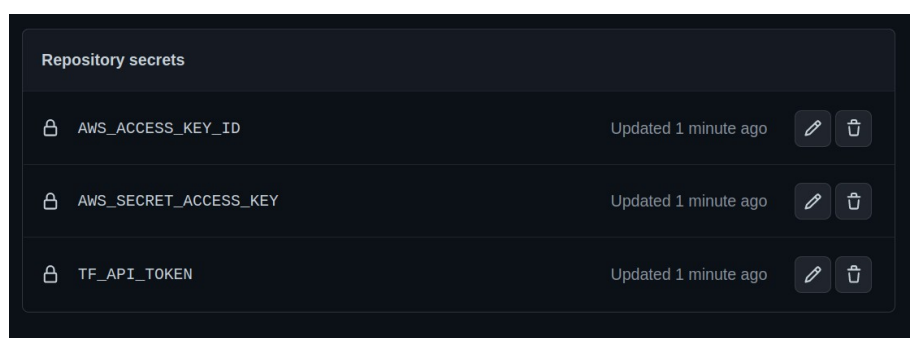 Repository secrets
AWS_ACCESS_KEY_ID Updated 1 minute ago
AWS_SECRET_ACCESS_KEY Updated 1 minute ago
TF_API_TOKEN Updated 1 minute ago